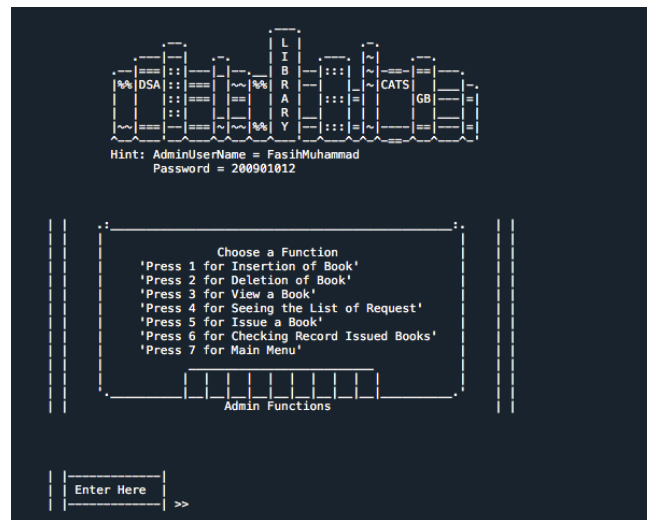 LIBRARY
DSA
CATS
GB
Hint: AdminUserName = FasihMuhammad
Password = 200901012
Choose a Function
'Press 1 for Insertion of Book'
'Press 2 for Deletion of Book'
'Press 3 for View a Book'
'Press 4 for Seeing the List of Request'
'Press 5 for Issue a Book'
'Press 6 for Checking Record Issued Books'
'Press 7 for Main Menu'
Admin Functions
Enter Here
>>